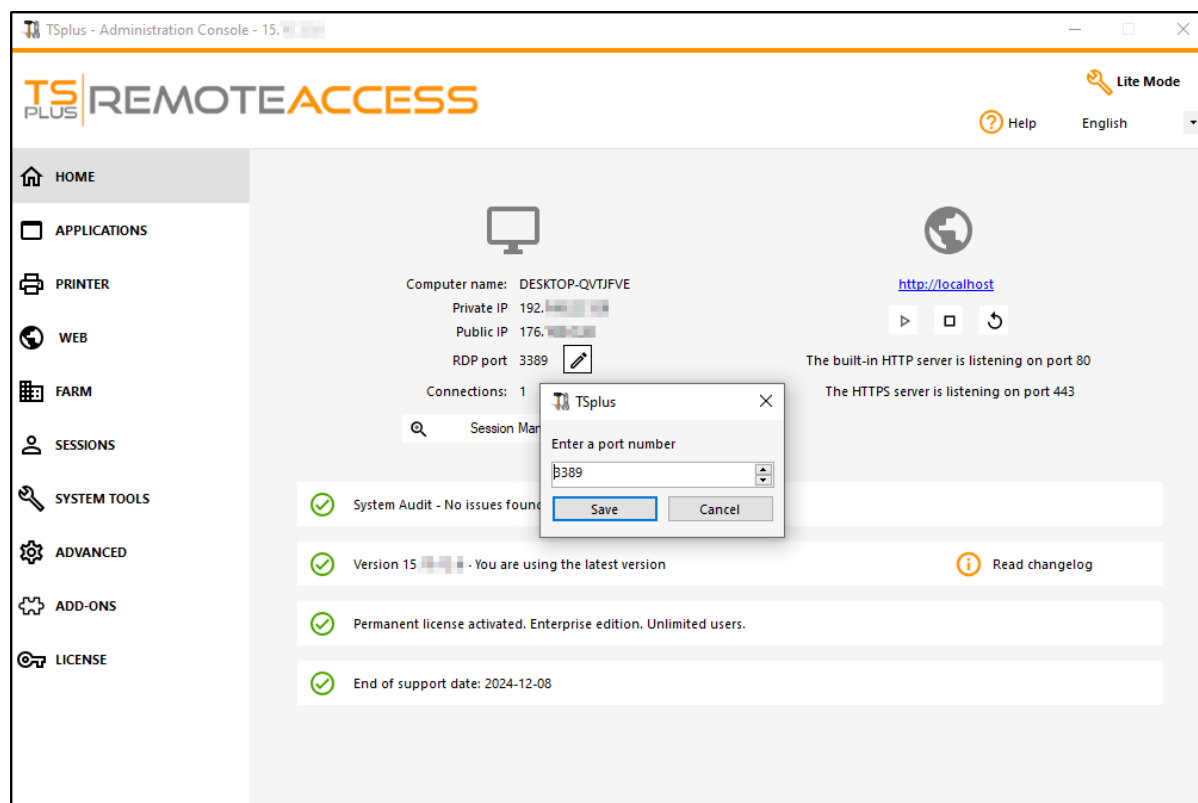 TSplus - Administration Console - 15.
TS PLUS REMOTEACCESS
Lite Mode
Help
English
HOME
APPLICATIONS
PRINTER
WEB
FARM
SESSIONS
SYSTEM TOOLS
ADVANCED
ADD-ONS
LICENSE
Computer name: DESKTOP-QVTJFVE
Private IP 192.
Public IP 176.
RDP port 3389
Connections: 1
Session Man
http://localhost
The built-in HTTP server is listening on port 80
The HTTPS server is listening on port 443
TSplus
Enter a port number
3389
Save
Cancel
System Audit - No issues found
Version 15 - You are using the latest version
Read changelog
Permanent license activated. Enterprise edition. Unlimited users.
End of support date: 2024-12-08